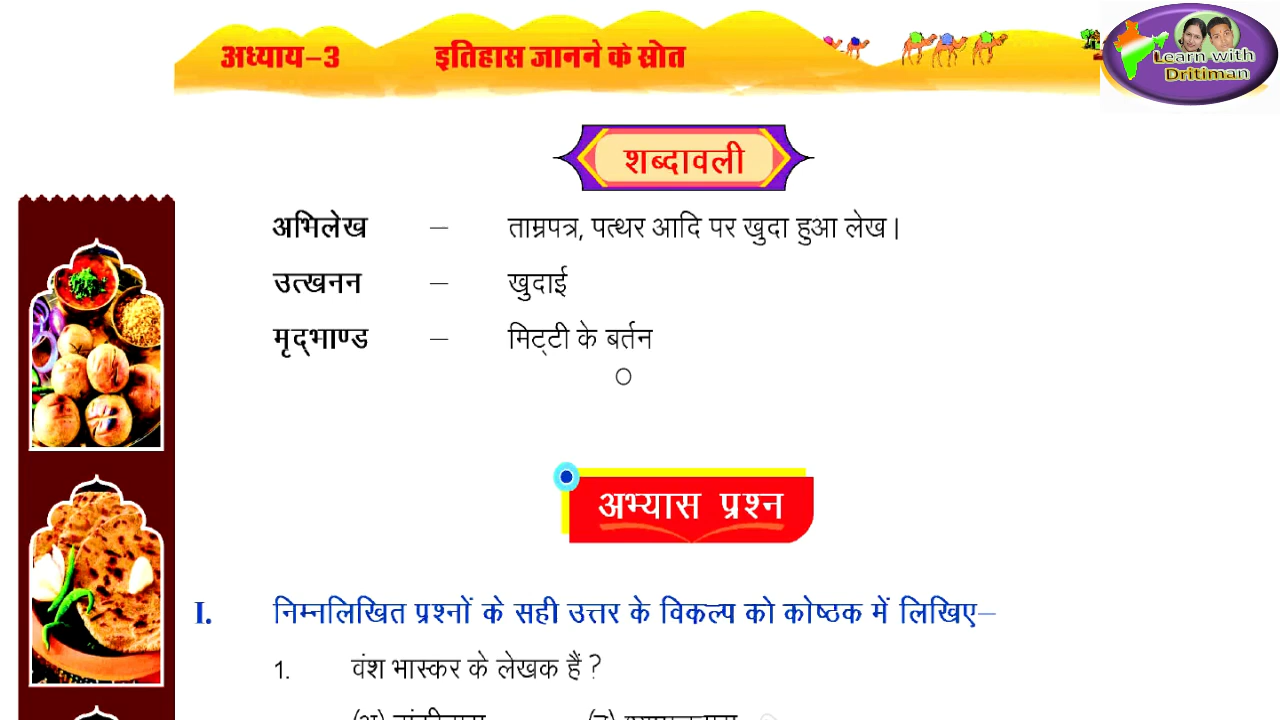 अध्याय–3 इतिहास जानने के स्रोत
Learn with
Dritiman
शब्दावली
अभिलेख – ताम्रपत्र, पत्थर आदि पर खुदा हुआ लेख।
उत्खनन – खुदाई
मृद्भाण्ड – मिट्टी के बर्तन
अभ्यास प्रश्न
I. निम्नलिखित प्रश्नों के सही उत्तर के विकल्प को कोष्ठक में लिखिए–
1. वंश भास्कर के लेखक हैं ?